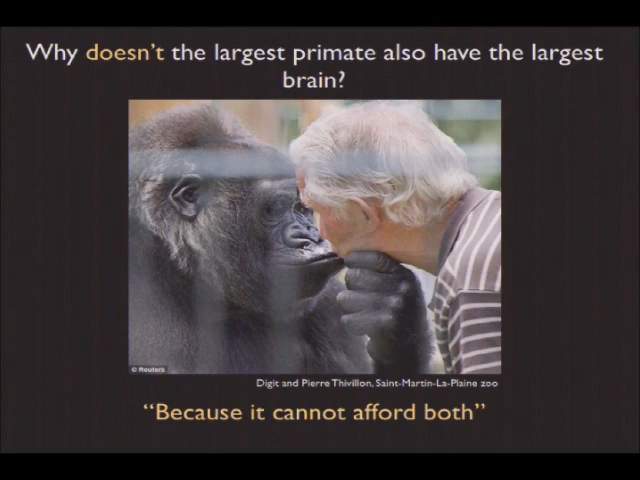 Why doesn't the largest primate also have the largest
brain?
© Reuters
Digit and Pierre Thivillon, Saint-Martin-La-Plaine zoo
“Because it cannot afford both”